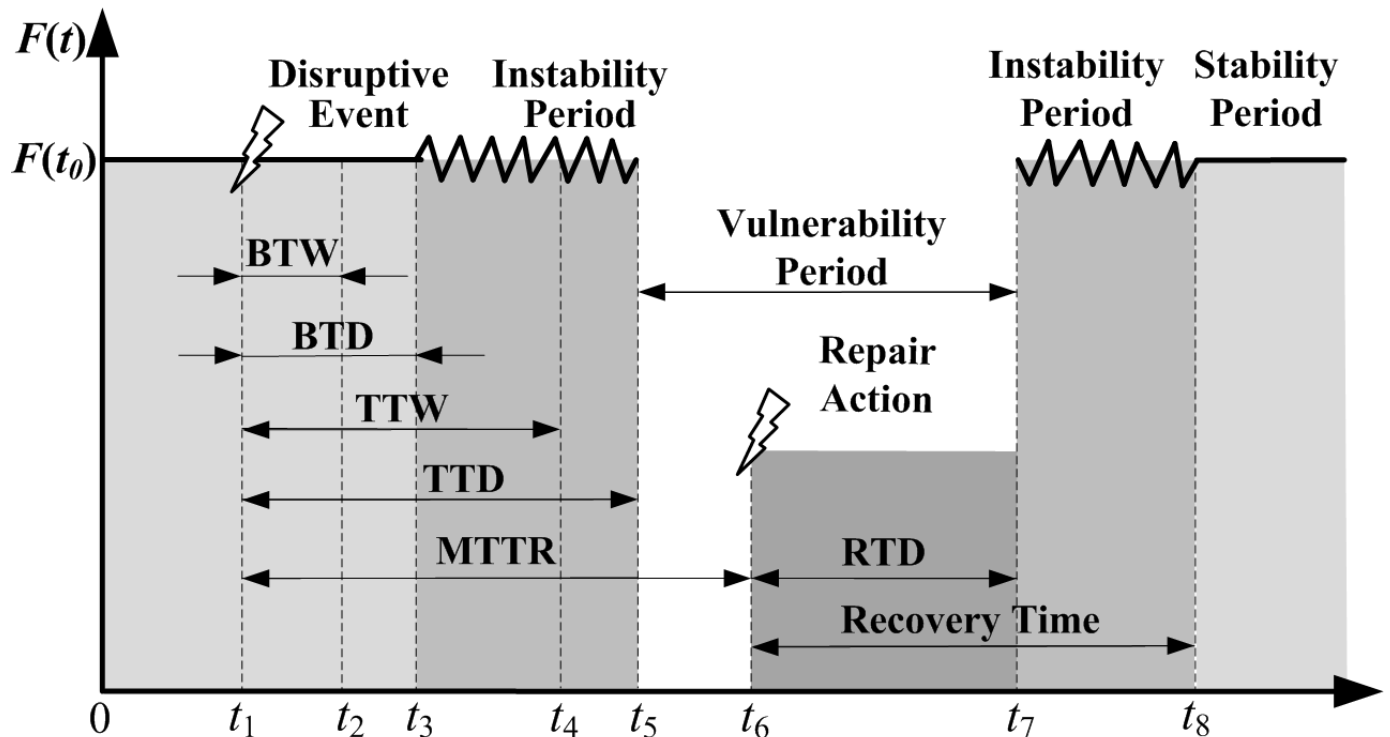 F(t)
Disruptive
Event
Instability
Period
Instability
Period
Stability
Period
F(t0)
BTW
Vulnerability
Period
BTD
Repair
Action
TTW
TTD
MTTR
RTD
Recovery Time
0
t1
t2
t3
t4
t5
t6
t7
t8